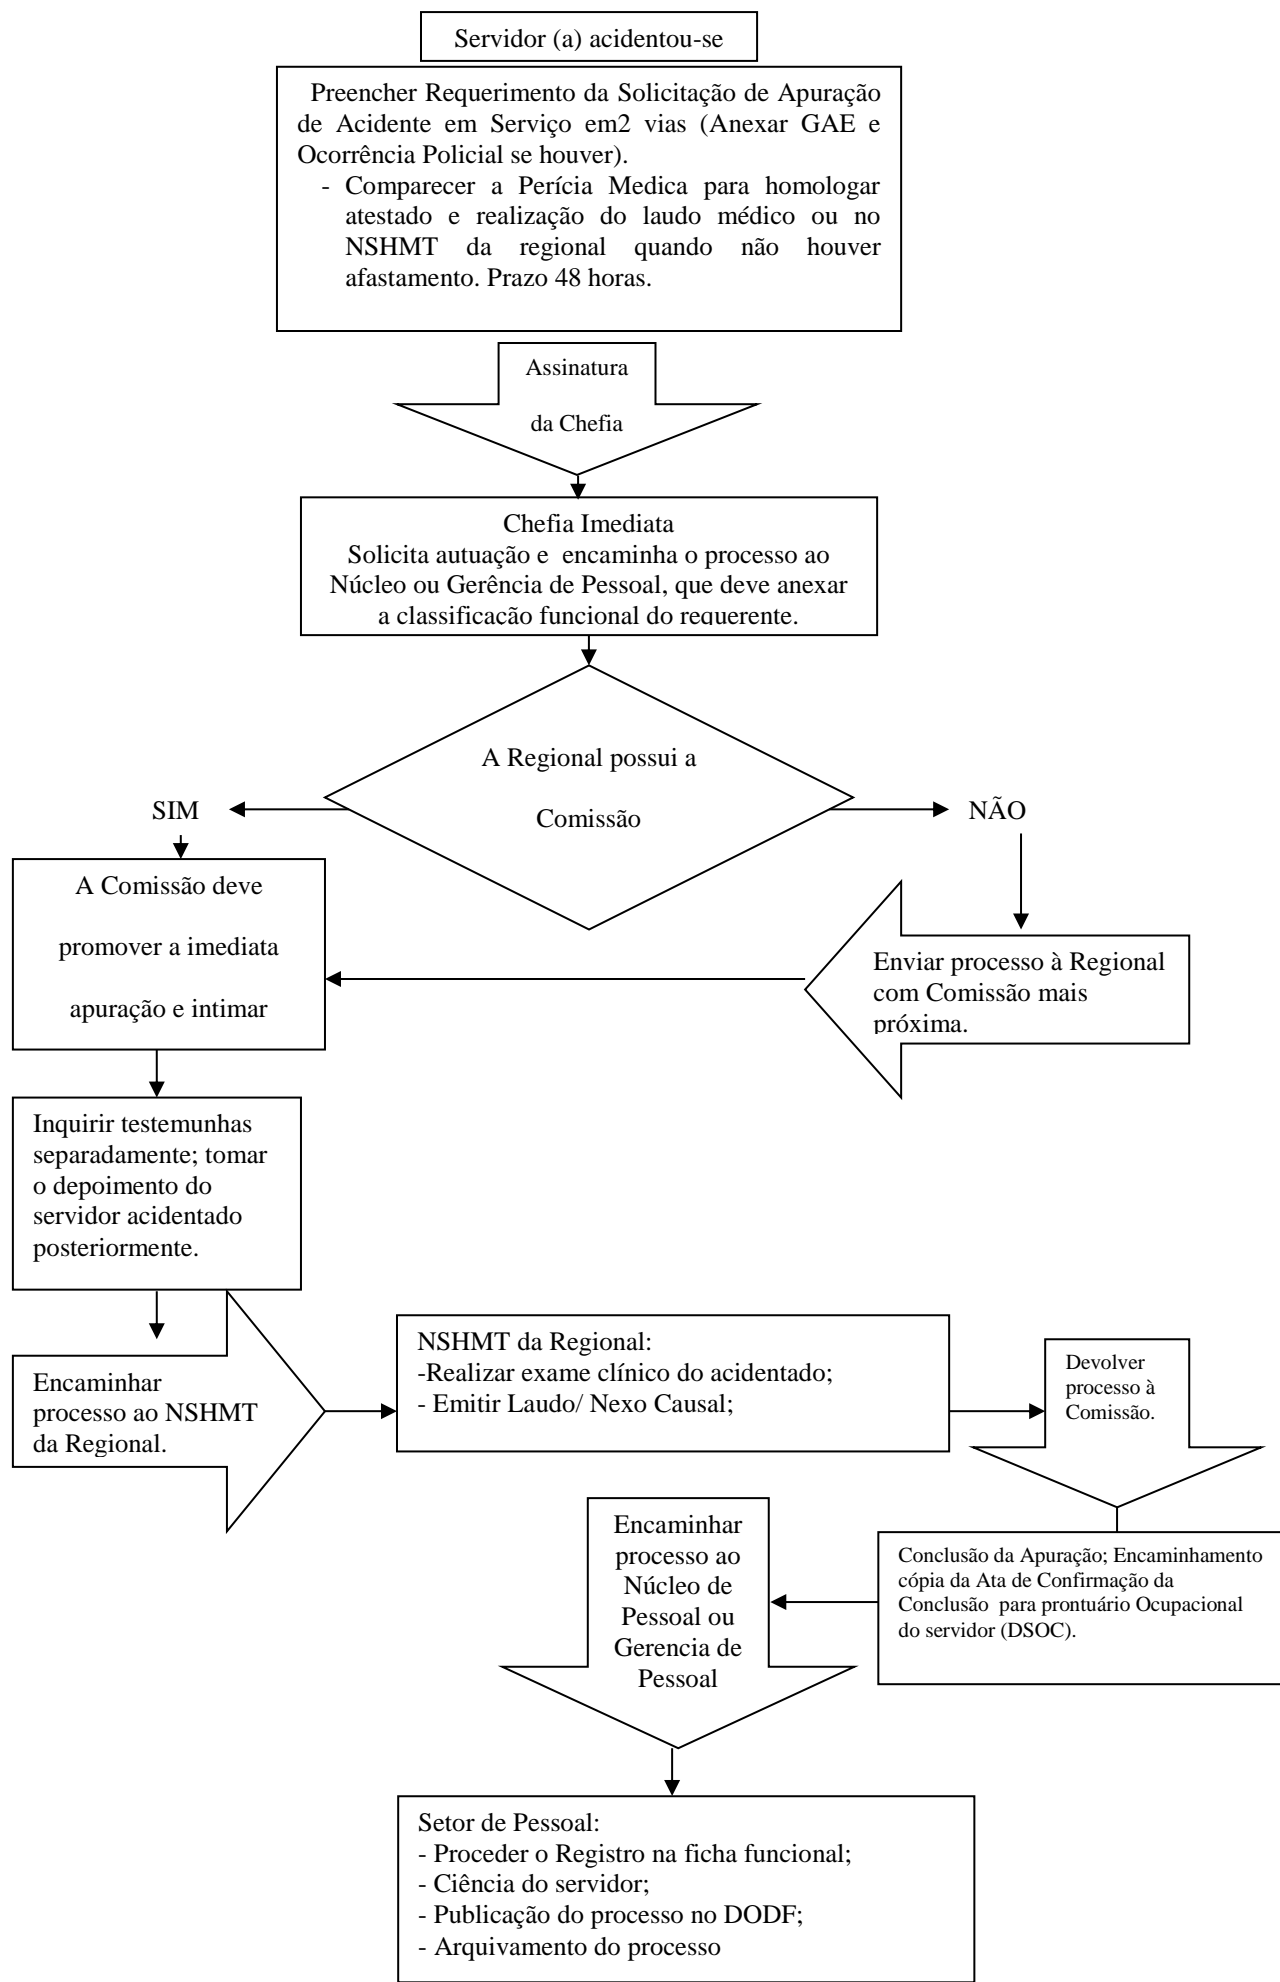 Servidor (a) acidentou-se
Preencher Requerimento da Solicitação de Apuração
de Acidente em Serviço em2 vias (Anexar GAE e
Ocorrência Policial se houver).
- Comparecer a Perícia Medica para homologar
atestado e realização do laudo médico ou no
NSHMT da regional quando não houver
afastamento. Prazo 48 horas.
Assinatura
da Chefia
Chefia Imediata
Solicita autuação e encaminha o processo ao
Núcleo ou Gerência de Pessoal, que deve anexar
a classificação funcional do requerente.
A Regional possui a
Comissão
SIM
NÃO
A Comissão deve
promover a imediata
apuração e intimar
Enviar processo à Regional
com Comissão mais
próxima.
Inquirir testemunhas
separadamente; tomar
o depoimento do
servidor acidentado
posteriormente.
Encaminhar
processo ao NSHMT
da Regional.
NSHMT da Regional:
-Realizar exame clínico do acidentado;
- Emitir Laudo/ Nexo Causal;
Devolver
processo à
Comissão.
Conclusão da Apuração; Encaminhamento
cópia da Ata de Confirmação da
Conclusão para prontuário Ocupacional
do servidor (DSOC).
Encaminhar
processo ao
Núcleo de
Pessoal ou
Gerencia de
Pessoal
Setor de Pessoal:
- Proceder o Registro na ficha funcional;
- Ciência do servidor;
- Publicação do processo no DODF;
- Arquivamento do processo